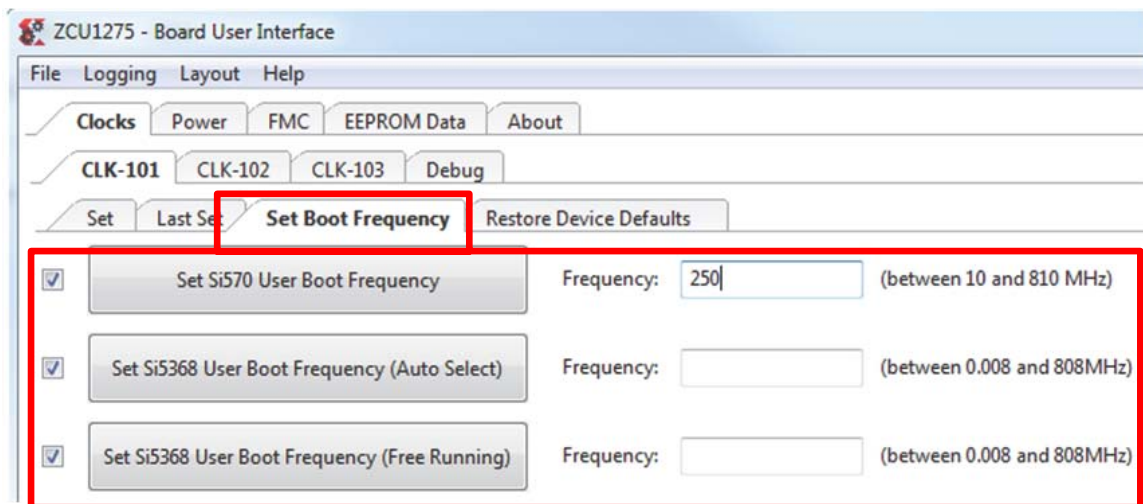 ZCU1275 - Board User Interface
File Logging Layout Help
Clocks Power FMC EEPROM Data About
CLK-101 CLK-102 CLK-103 Debug
Set Last Set Set Boot Frequency Restore Device Defaults
Set Si570 User Boot Frequency Frequency: 250 (between 10 and 810 MHz)
Set Si5368 User Boot Frequency (Auto Select) Frequency: (between 0.008 and 808MHz)
Set Si5368 User Boot Frequency (Free Running) Frequency: (between 0.008 and 808MHz)